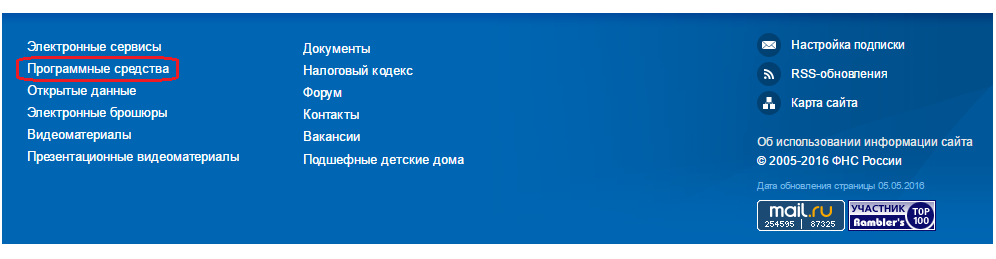 Электронные сервисы
Программные средства
Открытые данные
Электронные брошюры
Видеоматериалы
Презентационные видеоматериалы
Документы
Налоговый кодекс
Форум
Контакты
Вакансии
Подшефные детские дома
Настройка подписки
RSS-обновления
Карта сайта
Об использовании информации сайта
© 2005-2016 ФНС России
Дата обновления страницы 05.05.2016
mail.ru
254595 | 87325
УЧАСТНИК
Rambler's
TOP
100